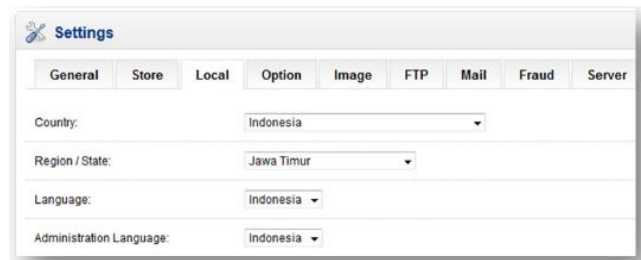 Settings
General Store Local Option Image FTP Mail Fraud Server
Country: Indonesia
Region / State: Jawa Timur
Language: Indonesia
Administration Language: Indonesia